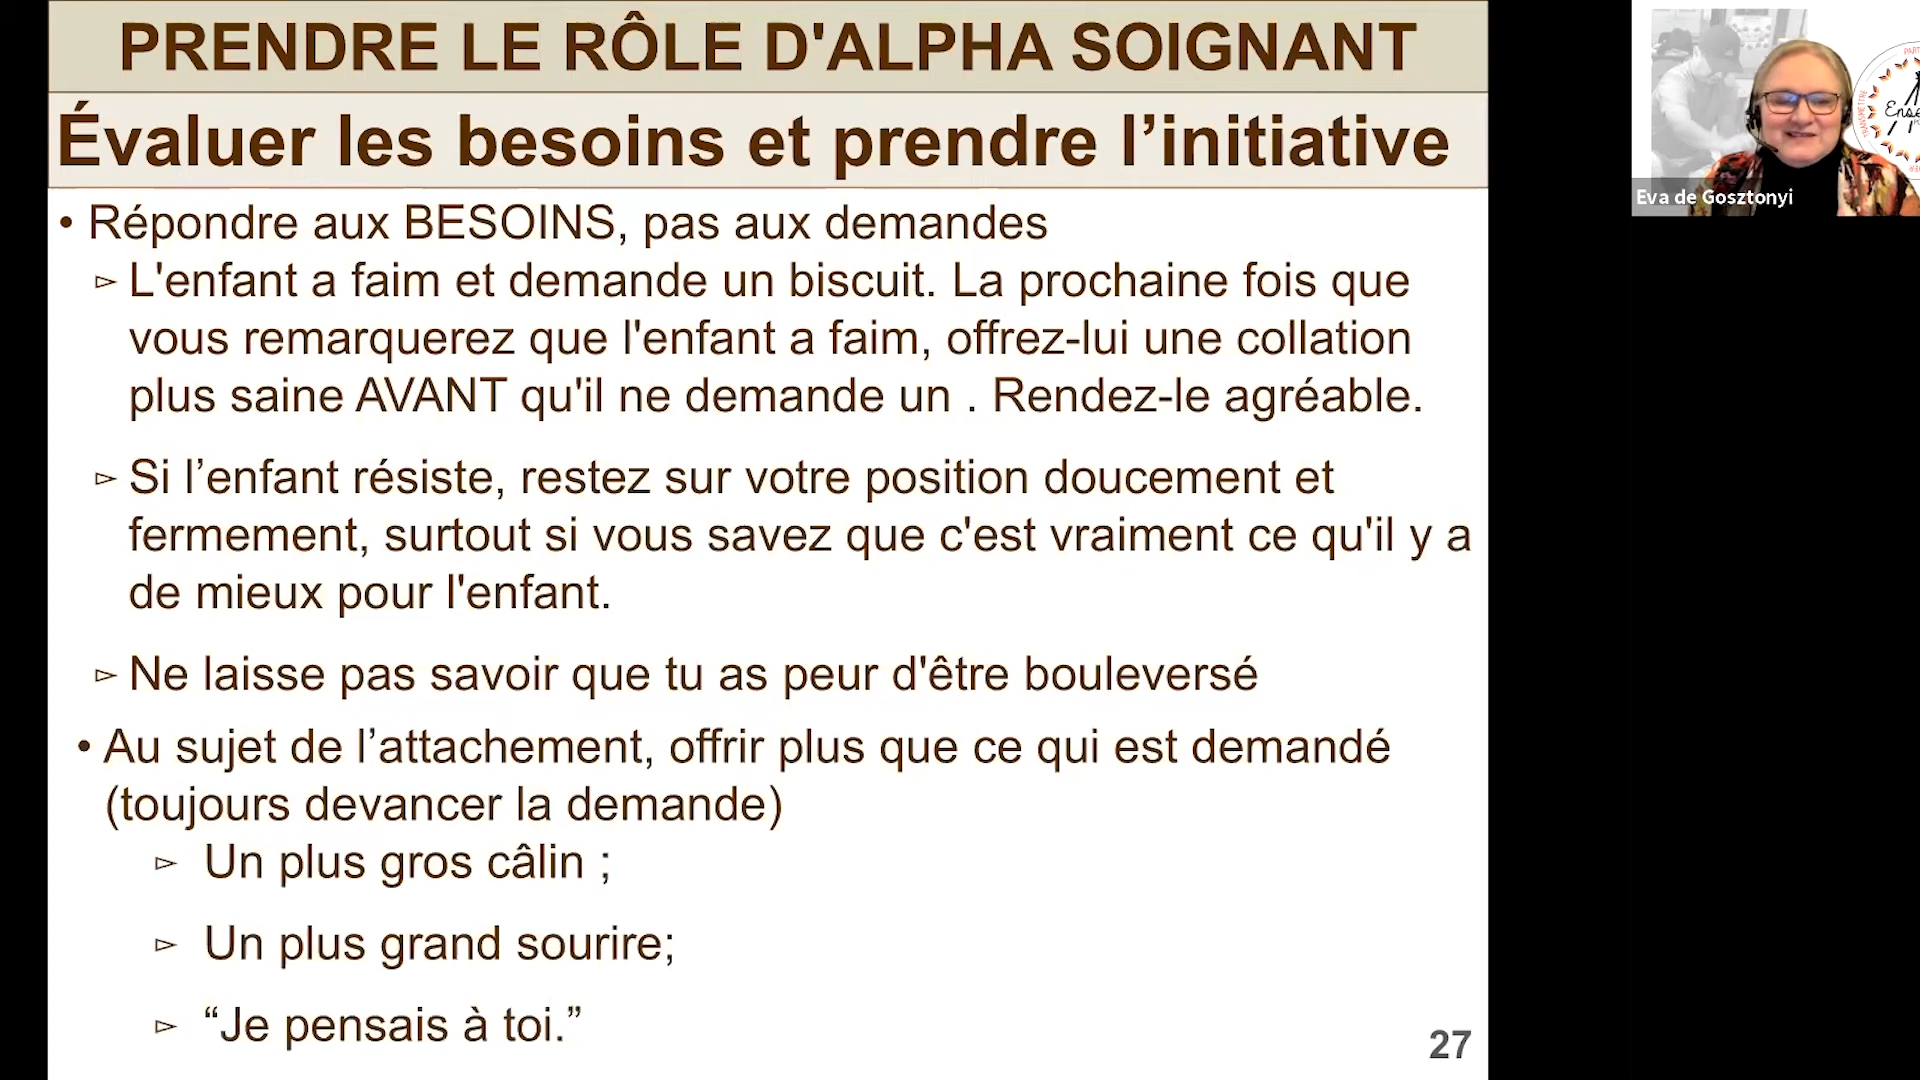 PRENDRE LE RÔLE D'ALPHA SOIGNANT
Évaluer les besoins et prendre l’initiative
• Répondre aux BESOINS, pas aux demandes
▻ L'enfant a faim et demande un biscuit. La prochaine fois que
vous remarquerez que l'enfant a faim, offrez-lui une collation
plus saine AVANT qu'il ne demande un . Rendez-le agréable.
▻ Si l’enfant résiste, restez sur votre position doucement et
fermement, surtout si vous savez que c'est vraiment ce qu'il y a
de mieux pour l'enfant.
▻ Ne laisse pas savoir que tu as peur d'être bouleversé
• Au sujet de l’attachement, offrir plus que ce qui est demandé
(toujours devancer la demande)
▻ Un plus gros câlin ;
▻ Un plus grand sourire;
▻ “Je pensais à toi.”
27
Eva de Gosztonyi